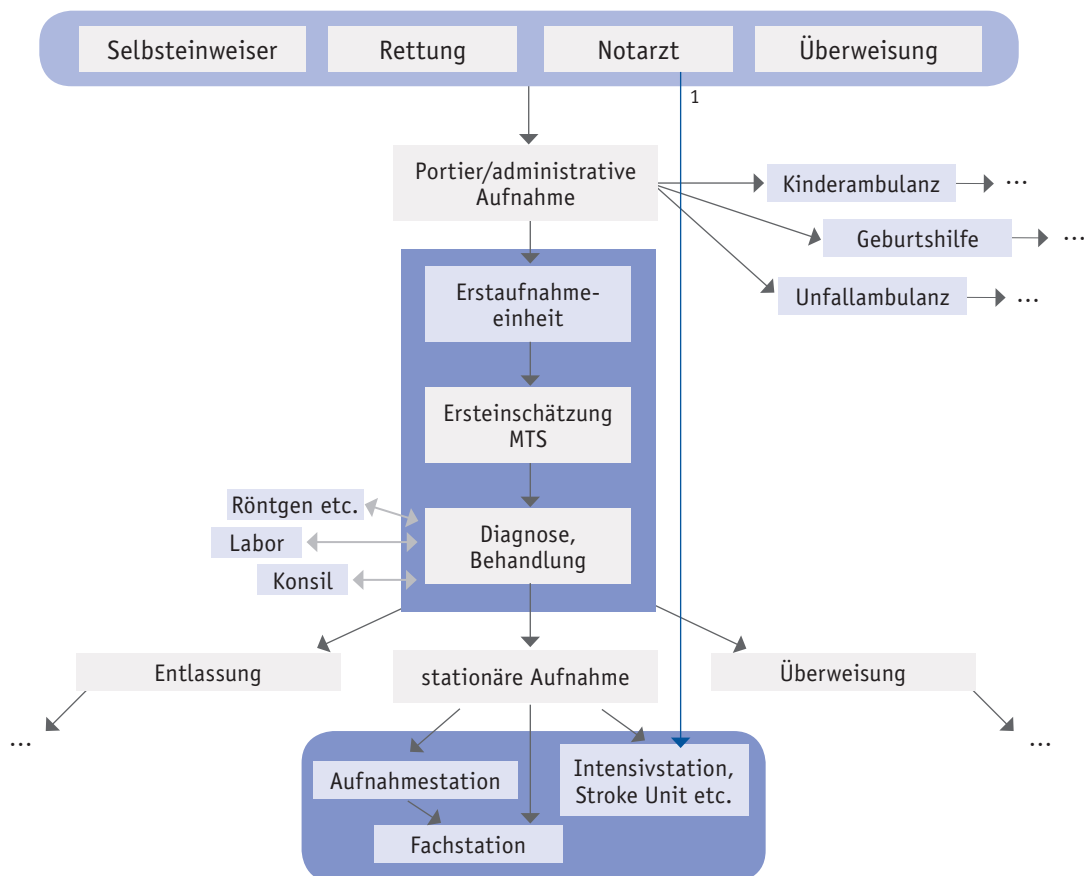 Selbsteinweiser
Rettung
Notarzt
Überweisung
1
Portier/administrative
Aufnahme
Kinderambulanz
...
Geburtshilfe
...
Unfallambulanz
...
Erstaufnahme-
einheit
Ersteinschätzung
MTS
Röntgen etc.
Labor
Konsil
Diagnose,
Behandlung
Entlassung
stationäre Aufnahme
Überweisung
...
...
Aufnahmestation
Intensivstation,
Stroke Unit etc.
Fachstation